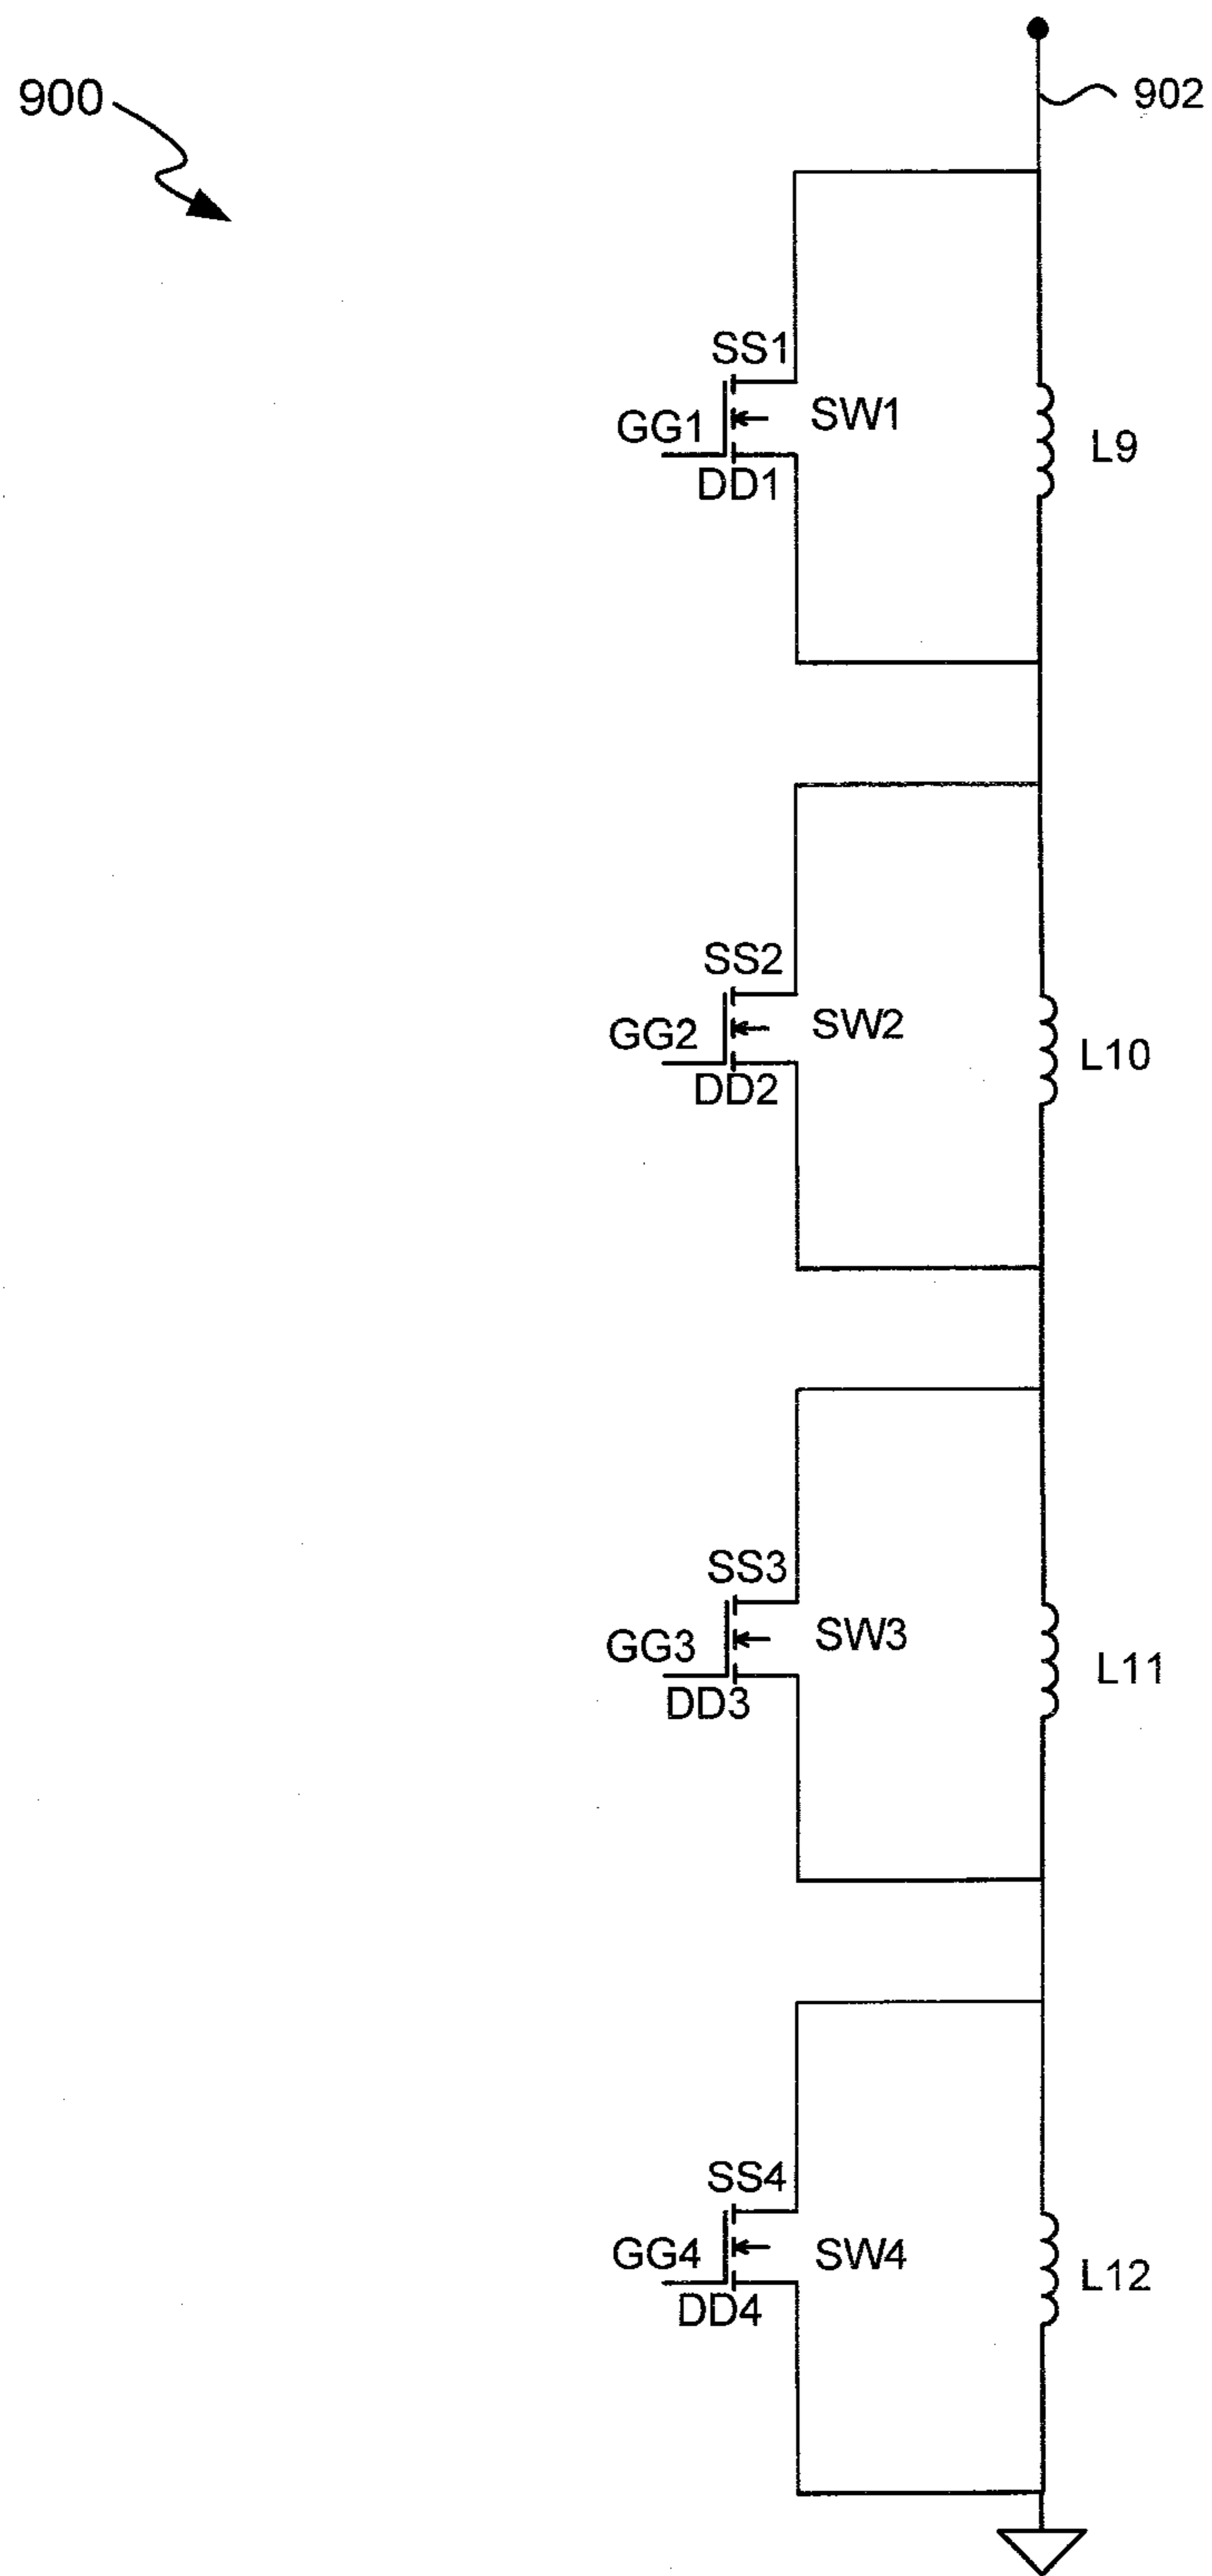 902
900
SS1
SW1
GG1
L9
DD1
SS2
SW2
GG2
L10
DD2
SS3
SW3
GG3
L11
DD3
SS4
SW4
GG4
L12
DD4